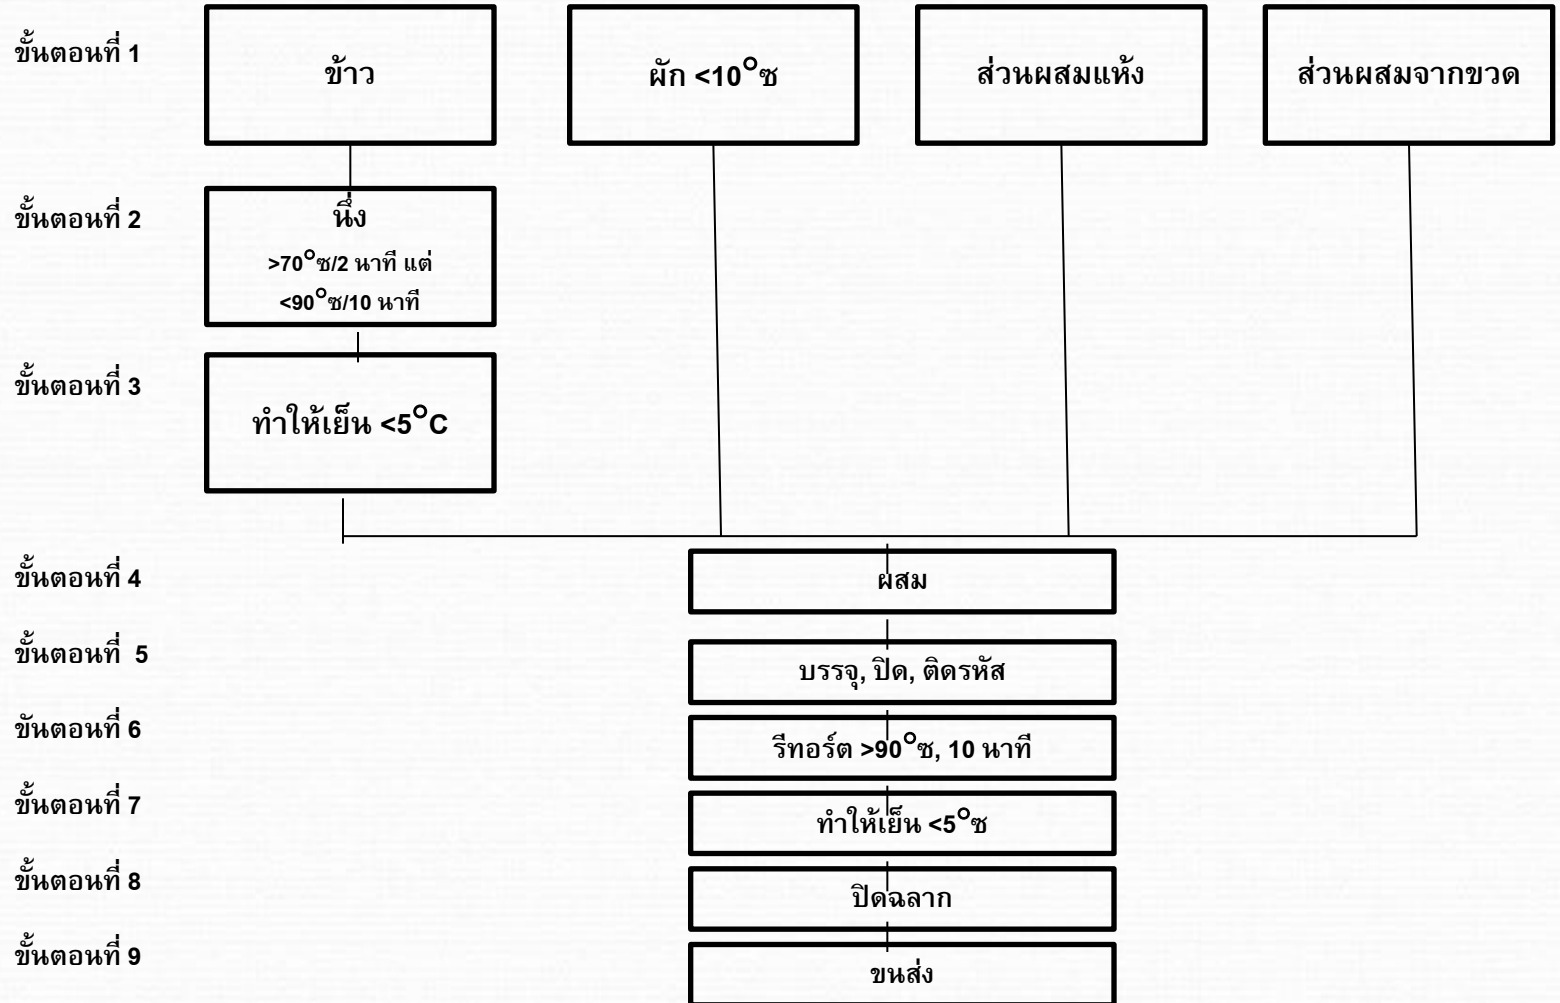 ขั้นตอนที่ 1
ข้าว
ผัก <10°ซ
ส่วนผสมแห้ง
ส่วนผสมจากขวด
ขั้นตอนที่ 2
นึ่ง
>70°ซ/2 นาที แต่
<90°ซ/10 นาที
ขั้นตอนที่ 3
ทำให้เย็น <5°C
ขั้นตอนที่ 4
ผสม
ขั้นตอนที่ 5
บรรจุ, ปิด, ติดรหัส
ขันตอนที่ 6
รีทอร์ต >90°ซ, 10 นาที
ขั้นตอนที่ 7
ทำให้เย็น <5°ซ
ขั้นตอนที่ 8
ปิดฉลาก
ขั้นตอนที่ 9
ขนส่ง